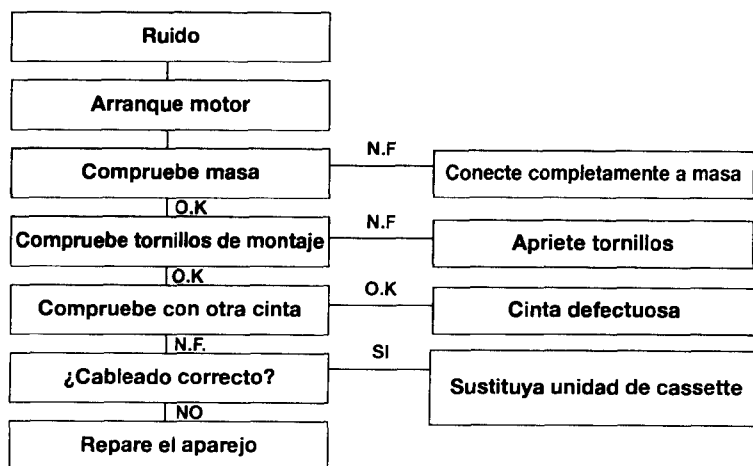 Ruido
Arranque motor
N.F
Compruebe masa
Conecte completamente a masa
O.K
N.F
Compruebe tornillos de montaje
Apriete tornillos
O.K
O.K
Compruebe con otra cinta
Cinta defectuosa
N.F.
SI
¿Cableado correcto?
Sustituya unidad de cassette
NO
Repare el aparejo